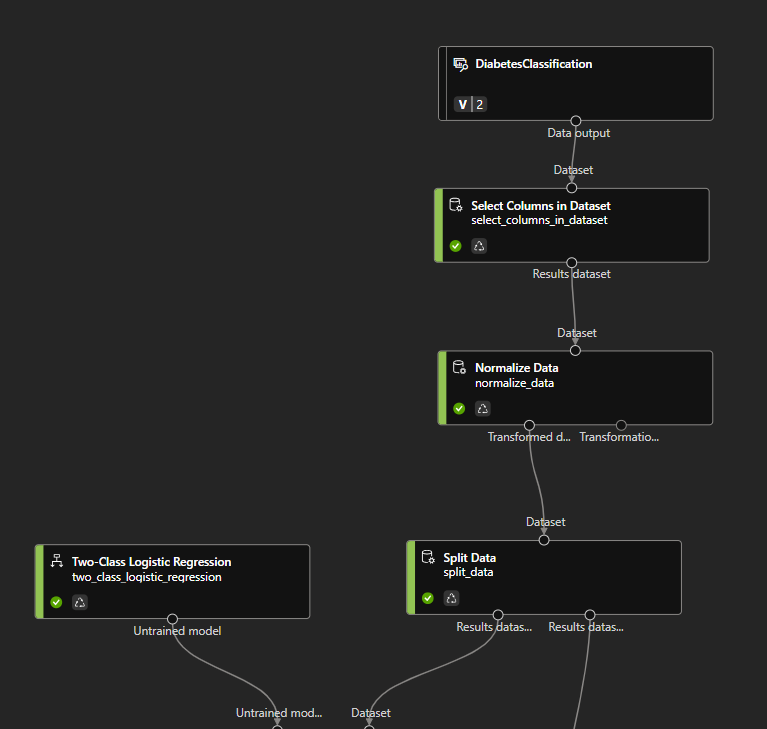 DiabetesClassification
V 2
Data output
Dataset
Select Columns in Dataset
select_columns_in_dataset
Results dataset
Dataset
Normalize Data
normalize_data
Transformed d... Transformatio...
Dataset
Split Data
split_data
Two-Class Logistic Regression
two_class_logistic_regression
Results datas... Results datas...
Untrained model
Untrained mod... Dataset